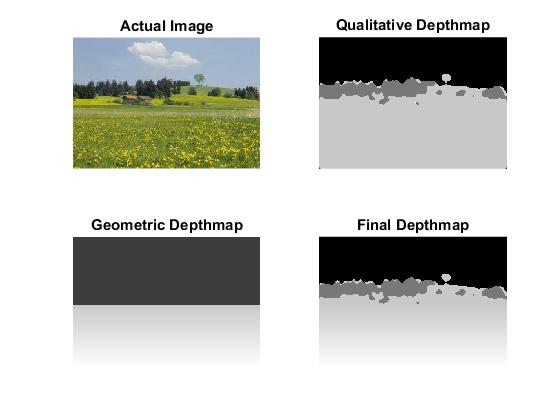 Actual Image
Qualitative Depthmap
Geometric Depthmap
Final Depthmap